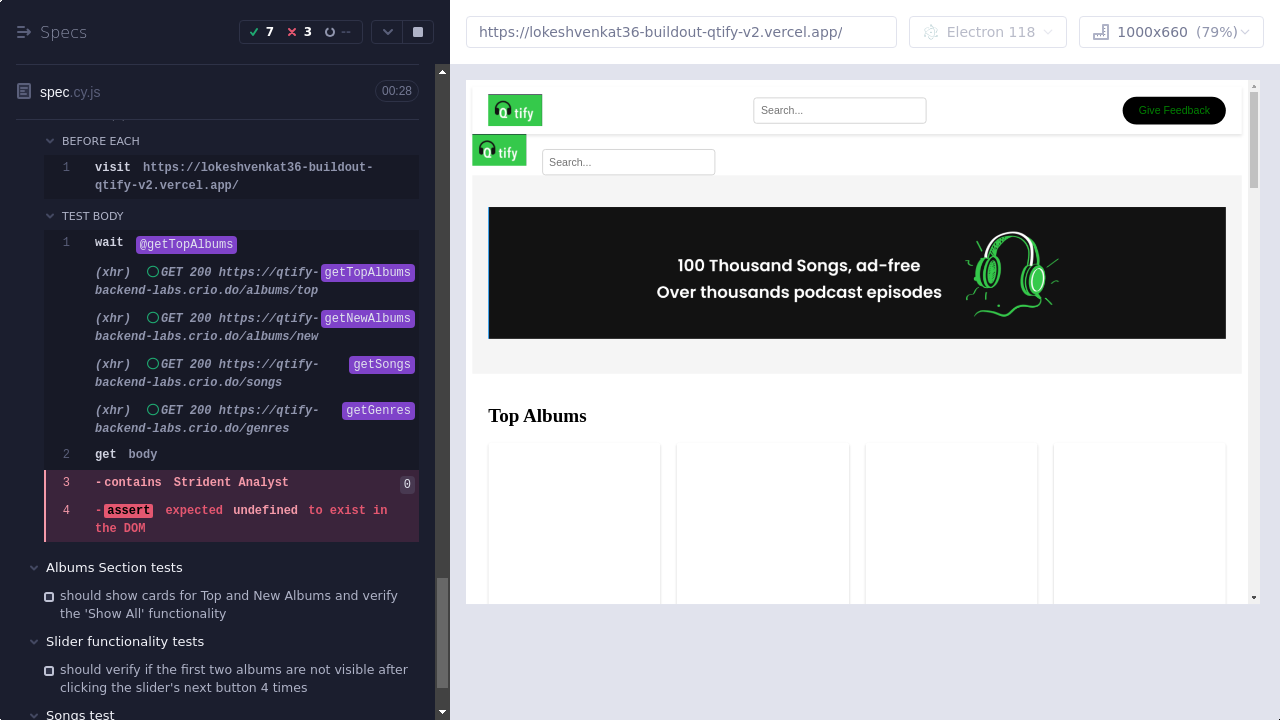 Specs
7
3
--
spec.cy.js
00:28
BEFORE EACH
1 visit https://lokeshvenkat36-buildout-
qtify-v2.vercel.app/
TEST BODY
1 wait @getTopAlbums
(xhr) GET 200 https://qtify- getTopAlbums
backend-labs.crio.do/albums/top
(xhr) GET 200 https://qtify- getNewAlbums
backend-labs.crio.do/albums/new
(xhr) GET 200 https://qtify- getSongs
backend-labs.crio.do/songs
(xhr) GET 200 https://qtify- getGenres
backend-labs.crio.do/genres
2 get body
3 -contains Strident Analyst 0
4 -assert expected undefined to exist in
the DOM
Albums Section tests
should show cards for Top and New Albums and verify
the 'Show All' functionality
Slider functionality tests
should verify if the first two albums are not visible after
clicking the slider's next button 4 times
Songs test
https://lokeshvenkat36-buildout-qtify-v2.vercel.app/
Electron 118
1000x660 (79%)
Qtify
Search...
Give Feedback
Qtify
Search...
100 Thousand Songs, ad-free
Over thousands podcast episodes
Top Albums